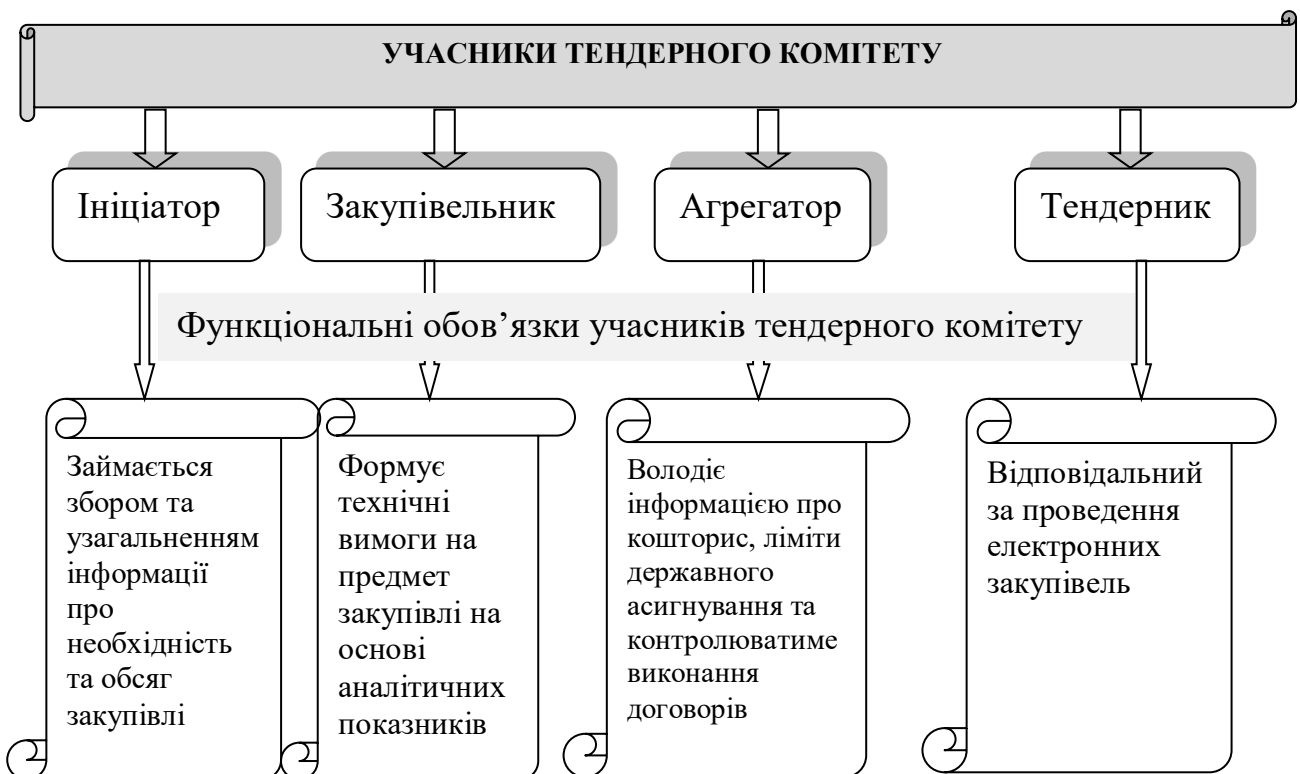 УЧАСНИКИ ТЕНДЕРНОГО КОМІТЕТУ
Ініціатор
Закупівельник
Агрегатор
Тендерник
Функціональні обов’язки учасників тендерного комітету
Займається
збором та
узагальненням
інформації
про
необхідність
та обсяг
закупівлі
Формує
технічні
вимоги на
предмет
закупівлі на
основі
аналітичних
показників
Володіє
інформацією про
кошторис, ліміти
державного
асигнування та
контролюватиме
виконання
договорів
Відповідальний
за проведення
електронних
закупівель